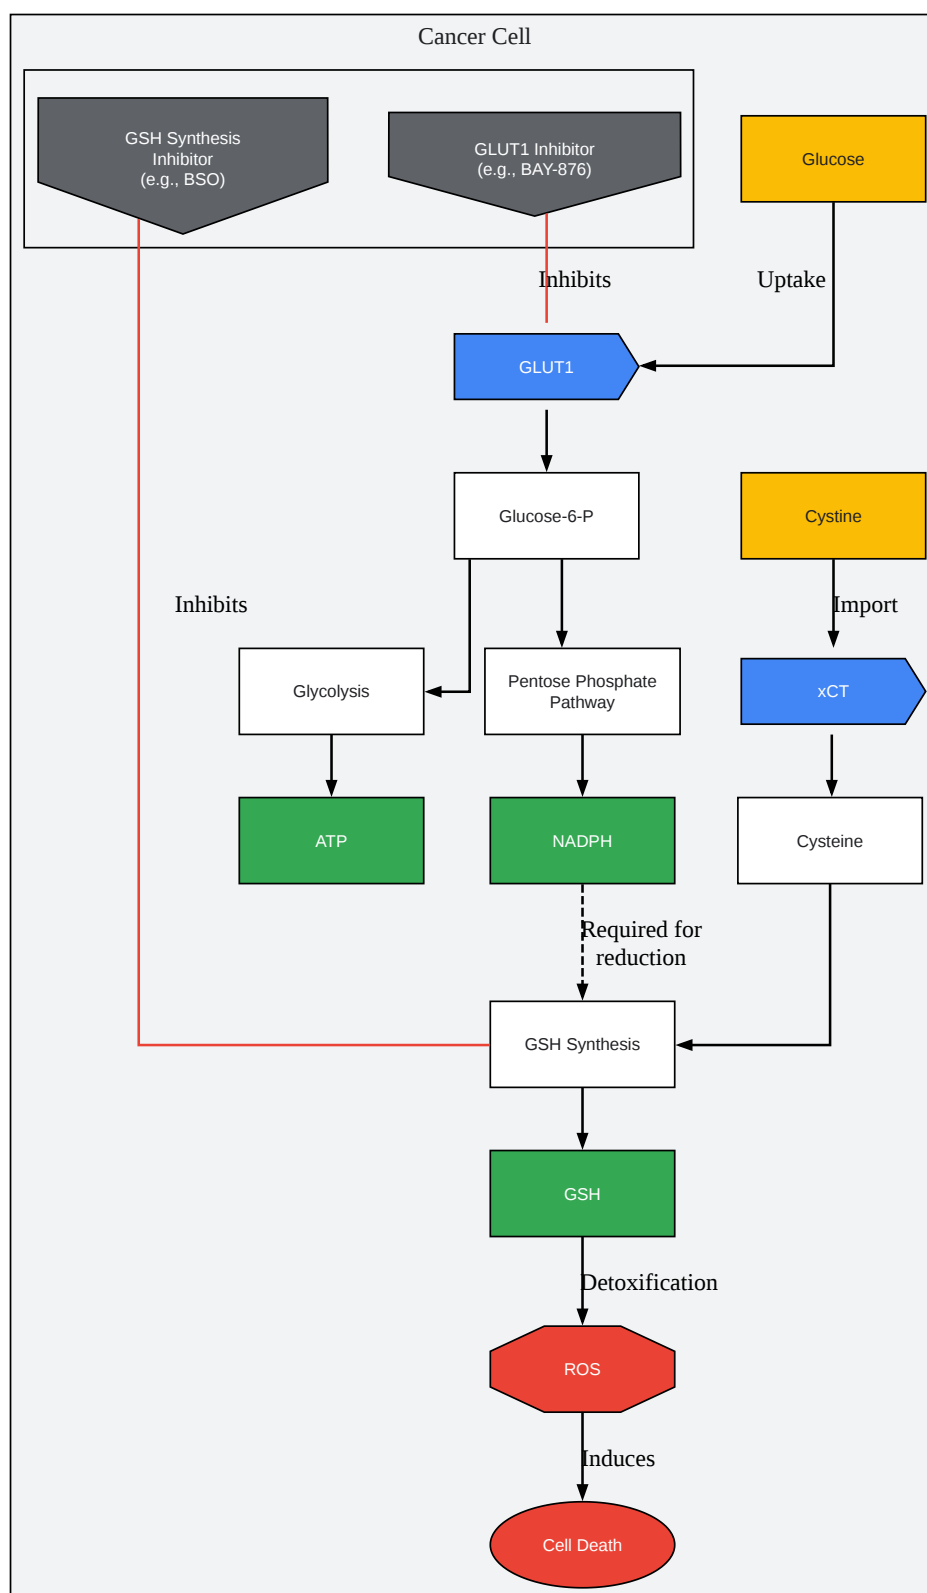 Cancer Cell
GSH Synthesis
Inhibitor
(e.g., BSO)
GLUT1 Inhibitor
(e.g., BAY-876)
Glucose
Inhibits
Uptake
GLUT1
Glucose-6-P
Cystine
Inhibits
Import
Glycolysis
Pentose Phosphate
Pathway
xCT
ATP
NADPH
Cysteine
Required for
reduction
GSH Synthesis
GSH
Detoxification
ROS
Induces
Cell Death